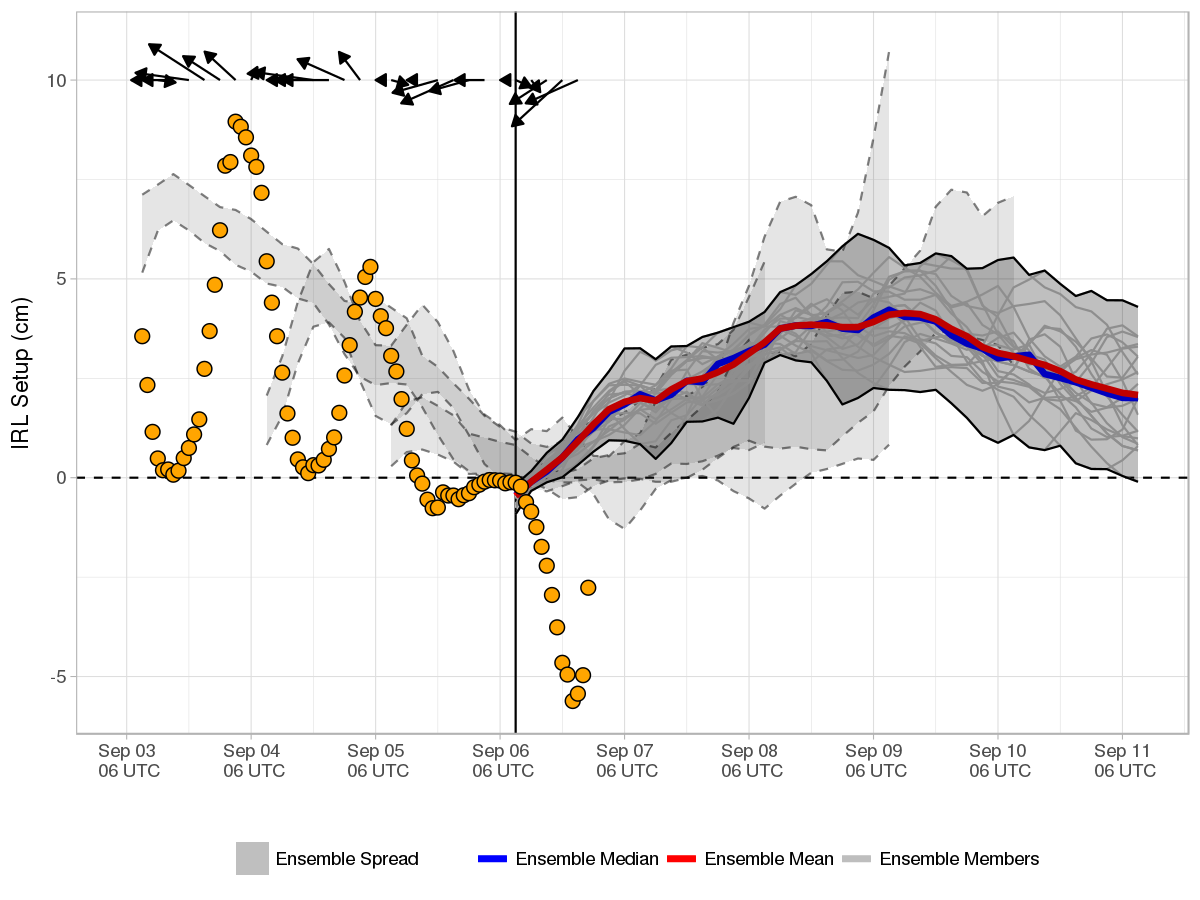 IRL Setup (cm)
10
5
0
-5
Sep 03 Sep 04 Sep 05 Sep 06 Sep 07 Sep 08 Sep 09 Sep 10 Sep 11
06 UTC 06 UTC 06 UTC 06 UTC 06 UTC 06 UTC 06 UTC 06 UTC 06 UTC
Ensemble Spread Ensemble Median Ensemble Mean Ensemble Members